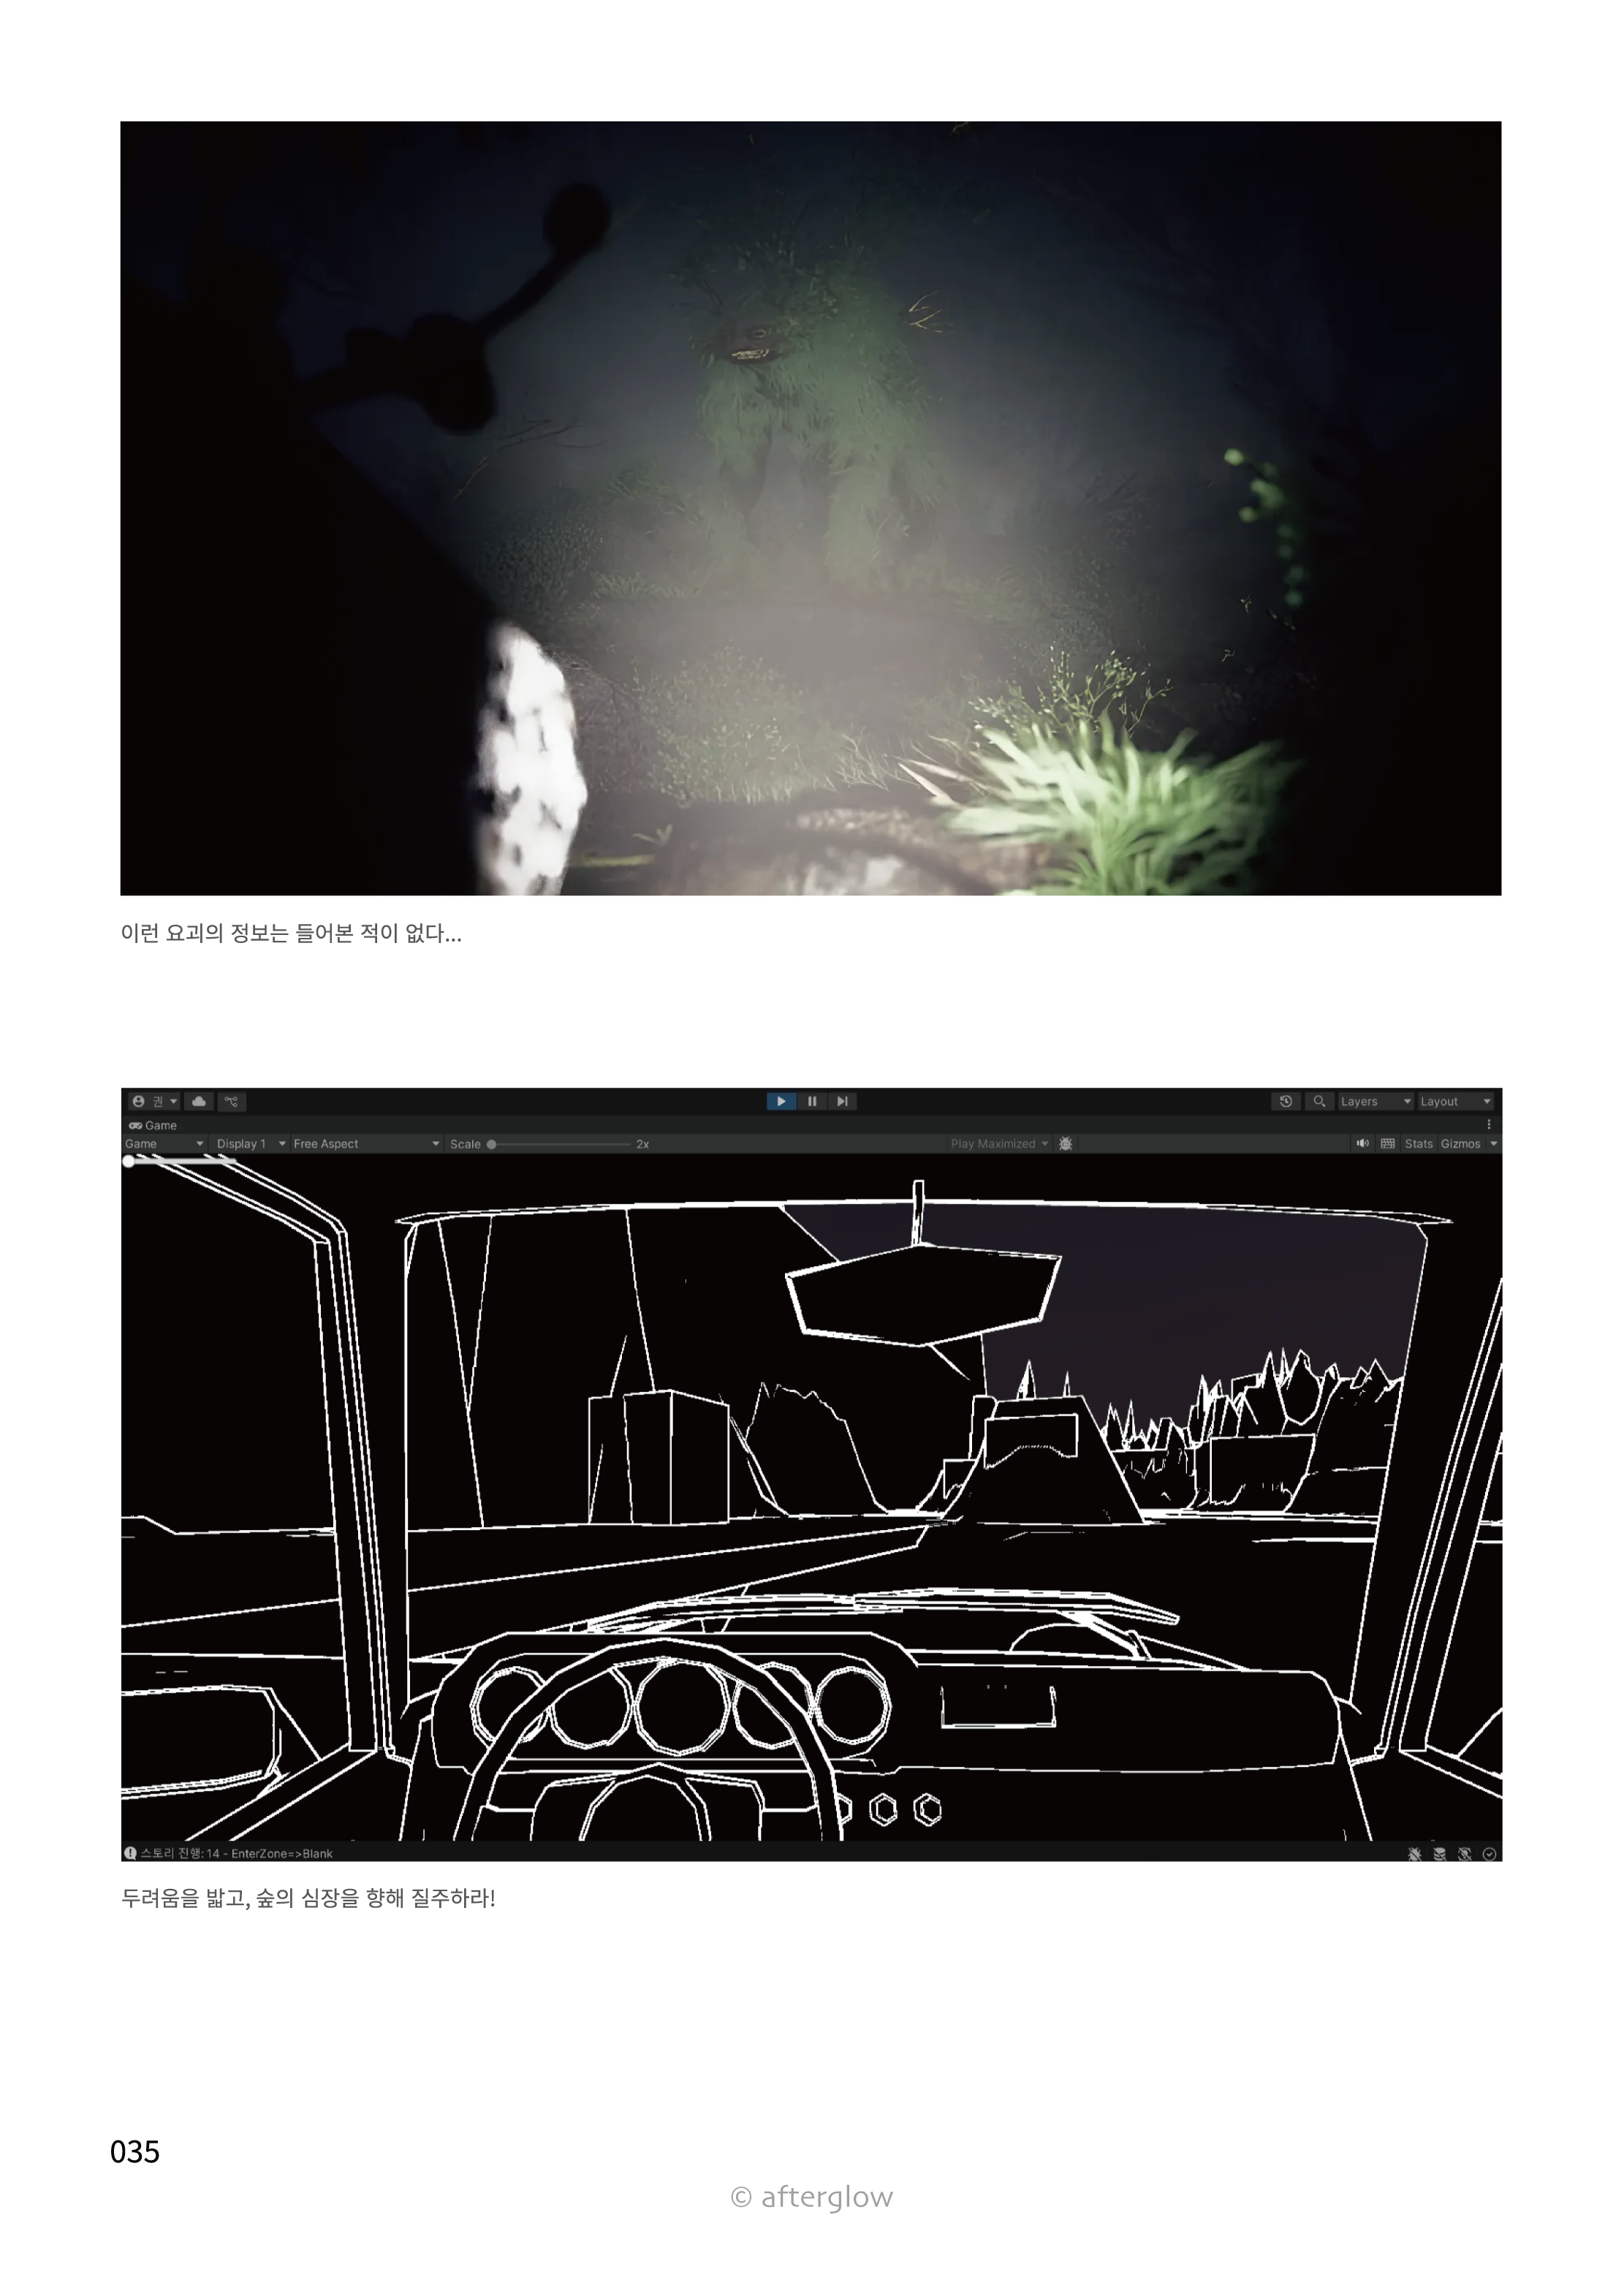 이런 요괴의 정보는 들어본 적이 없다...
권
Layers Layout
Game
Game Display 1 Free Aspect Scale 2x Play Maximized Stats Gizmos
스토리 진행: 14 - EnterZone=>Blank
두려움을 밟고, 숲의 심장을 향해 질주하라!
035
© afterglow